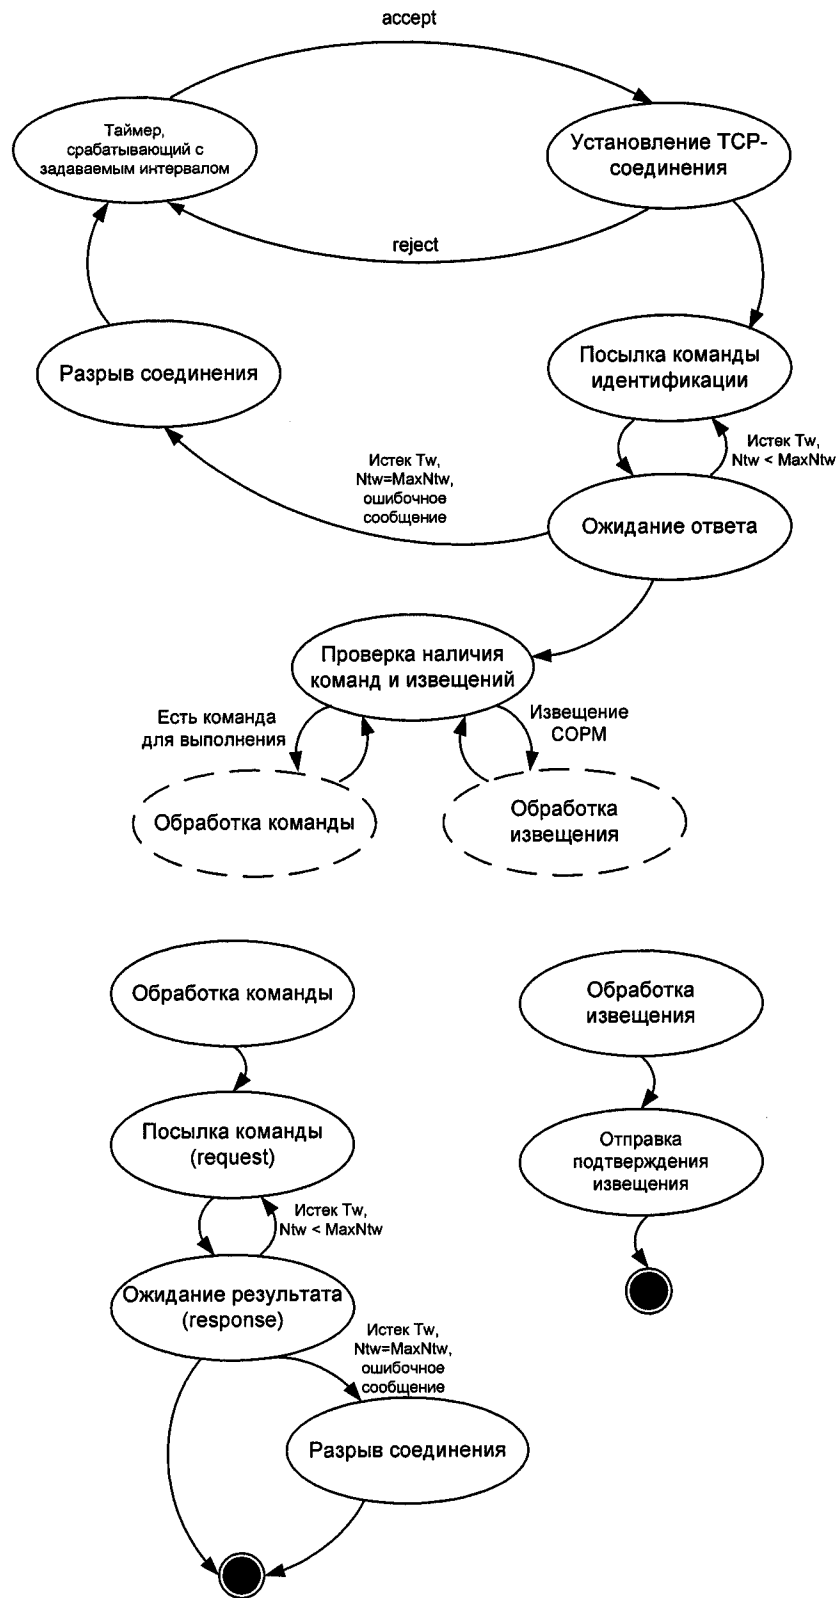 accept
Таймер,
срабатывающий с
задаваемым интервалом
Установление TCP-
соединения
reject
Разрыв соединения
Посылка команды
идентификации
Истек Tw,
Ntw < MaxNtw
Истек Tw,
Ntw=MaxNtw,
ошибочное
сообщение
Ожидание ответа
Проверка наличия
команд и извещений
Есть команда
для выполнения
Извещение
СОРМ
Обработка команды
Обработка
извещения
Обработка команды
Обработка
извещения
Посылка команды
(request)
Отправка
подтверждения
извещения
Истек Tw,
Ntw < MaxNtw
Ожидание результата
(response)
Истек Tw,
Ntw=MaxNtw,
ошибочное
сообщение
Разрыв соединения